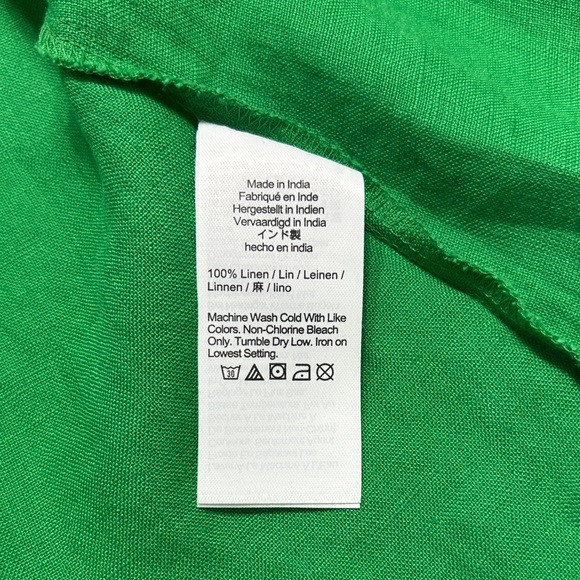 Made in India
Fabriqué en Inde
Hergestellt in Indien
Vervaardigd in India
インド製
hecho en india
100% Linen / Lin / Leinen /
Linnen / 麻 / lino
Machine Wash Cold With Like
Colors. Non-Chlorine Bleach
Only. Tumble Dry Low. Iron on
Lowest Setting.
30